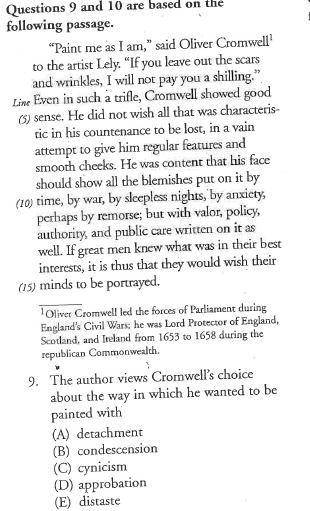 Questions 9 and 10 are based on the
following passage.
“Paint me as I am,” said Oliver Cromwell1
to the artist Lely. “If you leave out the scars
and wrinkles, I will not pay you a shilling.”
Line Even in such a trifle, Cromwell showed good
(5) sense. He did not wish all that was characteris-
tic in his countenance to be lost, in a vain
attempt to give him regular features and
smooth cheeks. He was content that his face
should show all the blemishes put on it by
(10) time, by war, by sleepless nights, by anxiety,
perhaps by remorse; but with valor, policy,
authority, and public care written on it as
well. If great men knew what was in their best
interests, it is thus that they would wish their
(15) minds to be portrayed.
1Oliver Cromwell led the forces of Parliament during
England's Civil Wars; he was Lord Protector of England,
Scotland, and Ireland from 1653 to 1658 during the
republican Commonwealth.
9. The author views Cromwell's choice
about the way in which he wanted to be
painted with
(A) detachment
(B) condescension
(C) cynicism
(D) approbation
(E) distaste